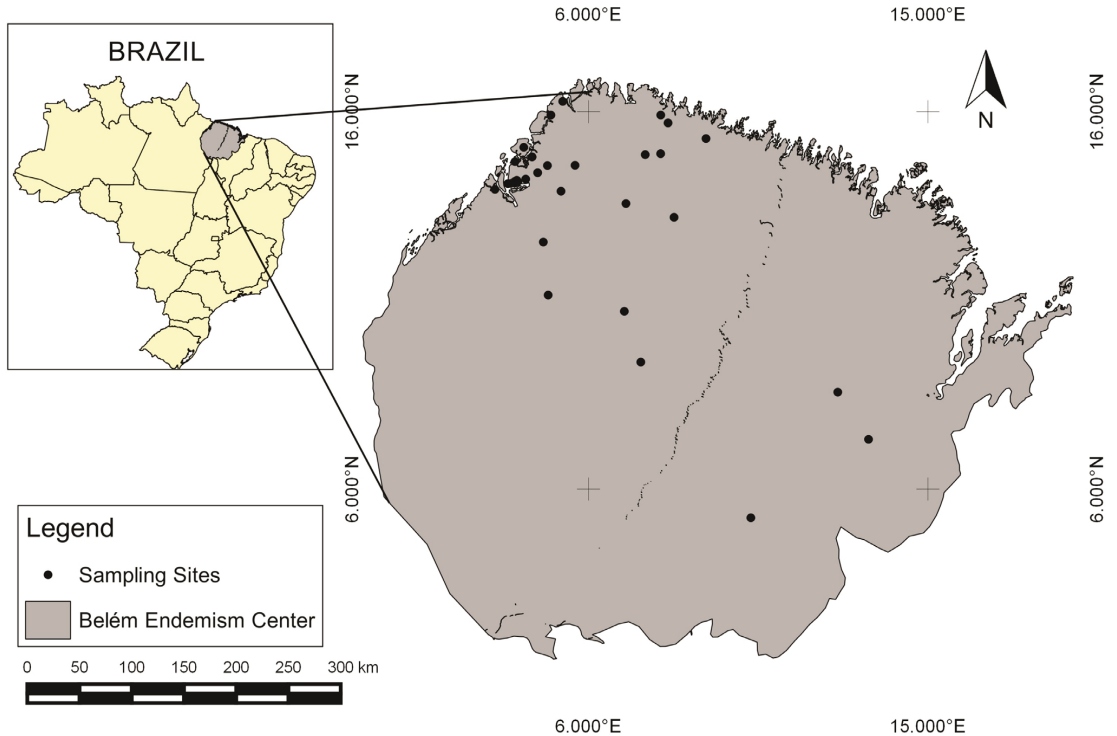 6.000°E
15.000°E
BRAZIL
16.000°N
16.000°N
N
6.000°N
6.000°N
Legend
Sampling Sites
Belém Endemism Center
0 50 100 150 200 250 300 km
6.000°E
15.000°E